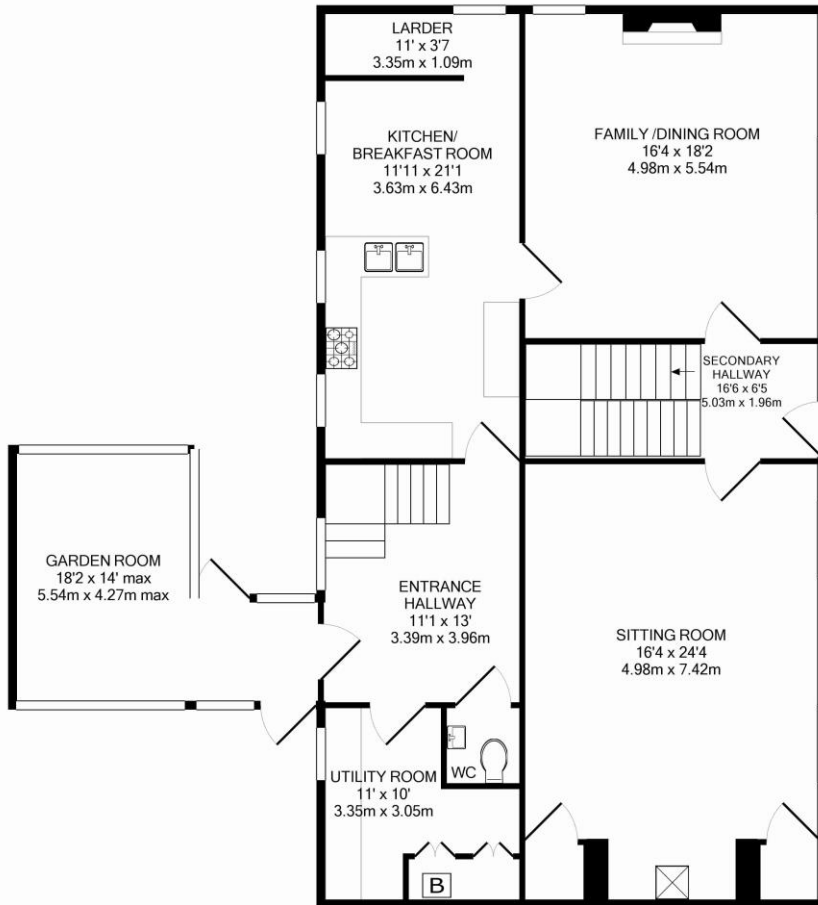 LARDER
11' x 3'7
3.35m x 1.09m
KITCHEN/
BREAKFAST ROOM
11'11 x 21'1
3.63m x 6.43m
FAMILY /DINING ROOM
16'4 x 18'2
4.98m x 5.54m
SECONDARY
HALLWAY
16'6 x 6'5
5.03m x 1.96m
GARDEN ROOM
18'2 x 14' max
5.54m x 4.27m max
ENTRANCE
HALLWAY
11'1 x 13'
3.39m x 3.96m
SITTING ROOM
16'4 x 24'4
4.98m x 7.42m
WC
UTILITY ROOM
11' x 10'
3.35m x 3.05m
B